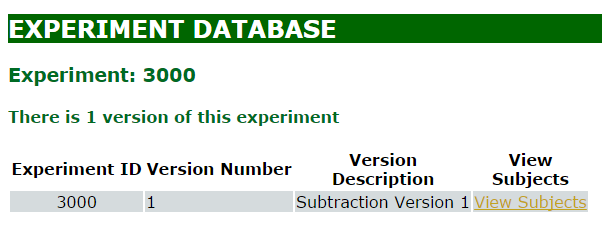 EXPERIMENT DATABASE
Experiment: 3000
There is 1 version of this experiment
Experiment ID Version Number Version Description View Subjects
3000 1 Subtraction Version 1 View Subjects